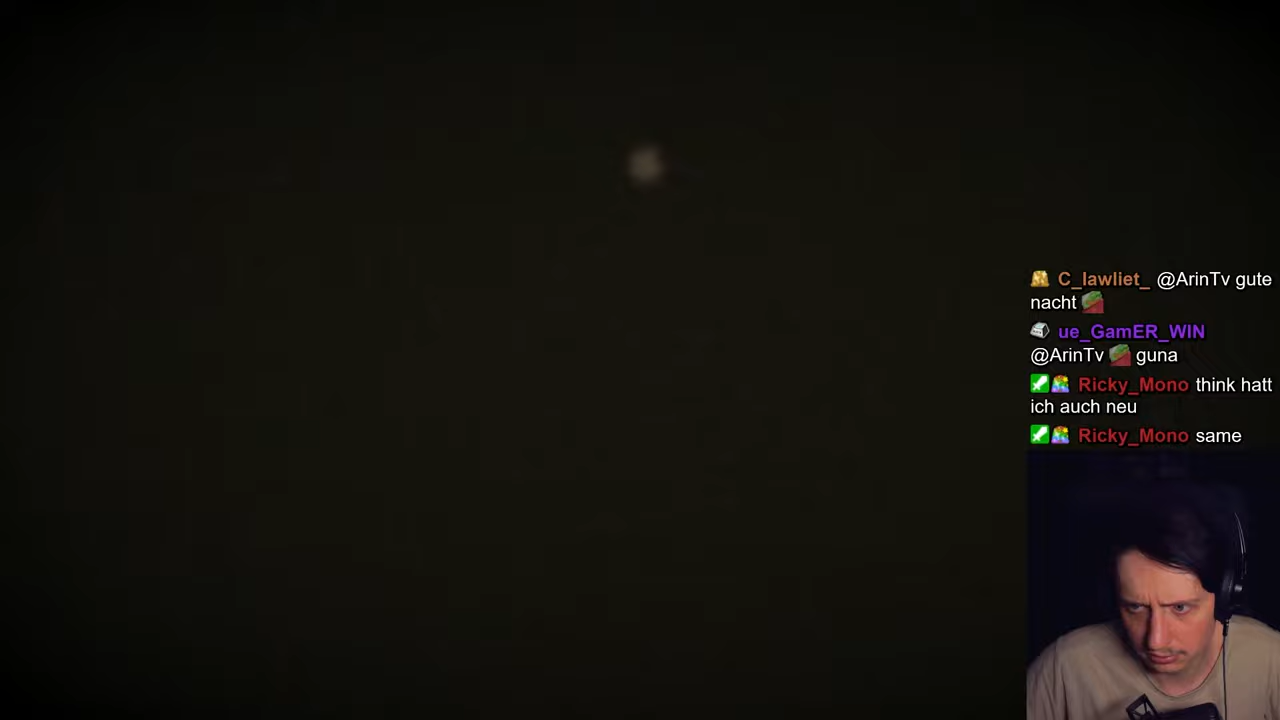 C_lawliet_ @ArinTv gute
nacht
ue_GamER_WIN
@ArinTv guna
Ricky_Mono think hatt
ich auch neu
Ricky_Mono same